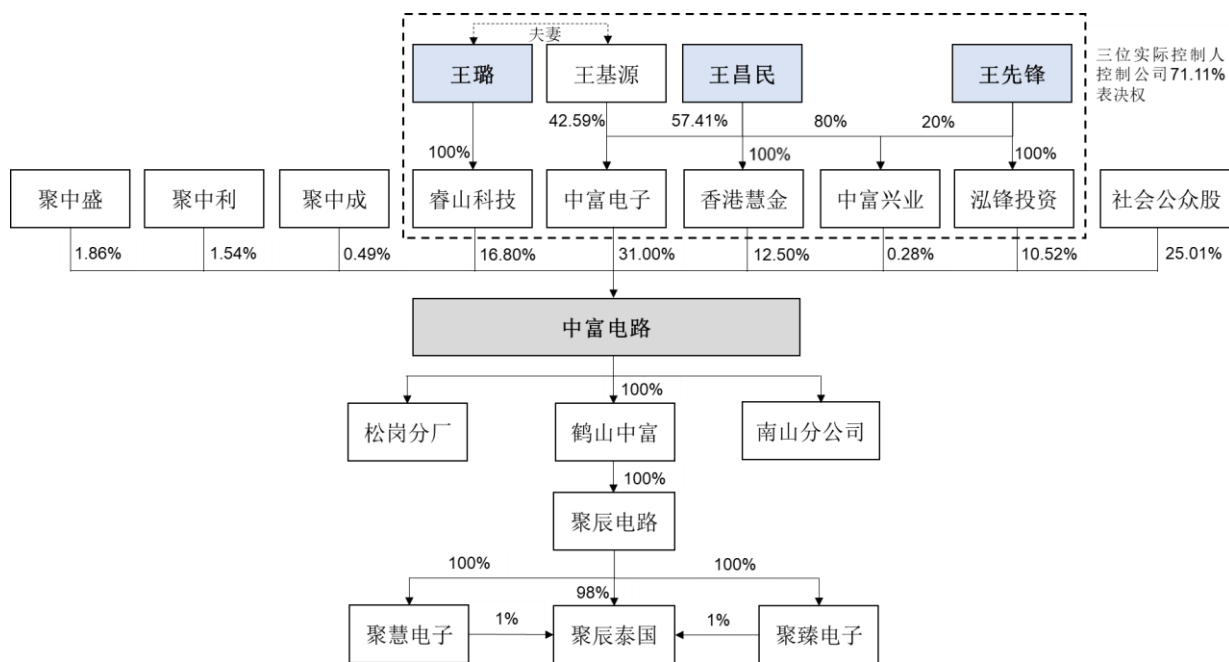 夫妻
王璐
王基源
王昌民
王先锋
三位实际控制人
控制公司71.11%
表决权
42.59%
57.41%
80%
20%
100%
100%
100%
聚中盛
聚中利
聚中成
睿山科技
中富电子
香港慧金
中富兴业
泓锋投资
社会公众股
1.86%
1.54%
0.49%
16.80%
31.00%
12.50%
0.28%
10.52%
25.01%
中富电路
100%
松岗分厂
鹤山中富
南山分公司
100%
聚辰电路
100%
100%
98%
聚慧电子
1%
聚辰泰国
1%
聚臻电子